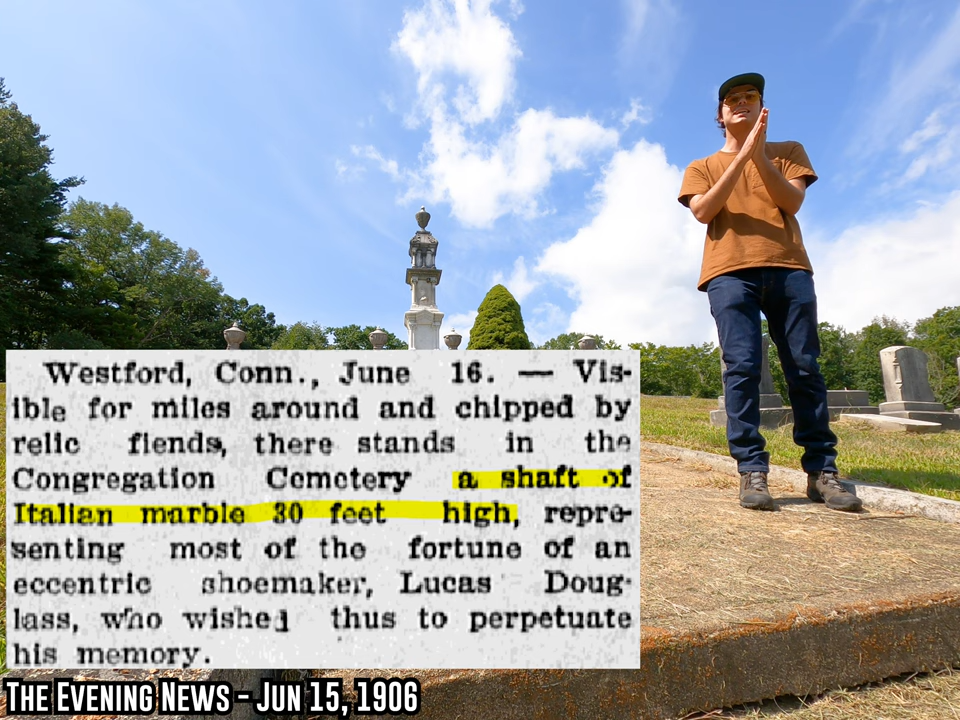 Westford, Conn., June 16. — Vis-
ible for miles around and chipped by
relic fiends, there stands in the
Congregation Cemetery a shaft of
Italian marble 30 feet high, repre-
senting most of the fortune of an
eccentric shoemaker, Lucas Doug-
lass, who wished thus to perpetuate
his memory.
THE EVENING NEWS - JUN 15, 1906